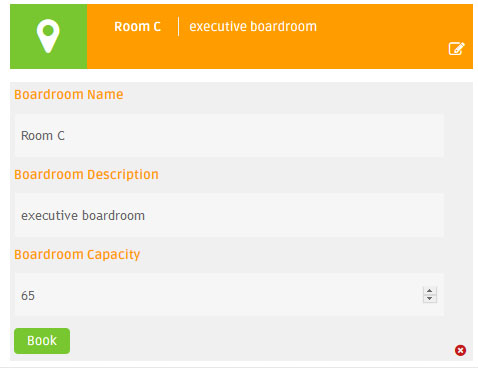 Room C executive boardroom
Boardroom Name
Room C
Boardroom Description
executive boardroom
Boardroom Capacity
65
Book